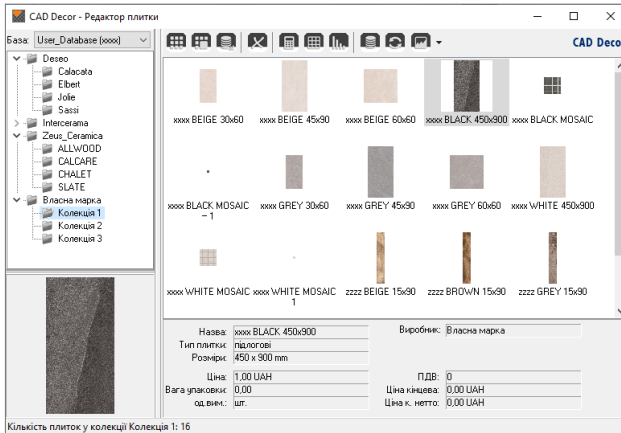 CAD Decor - Редактор плитки
База: User_Database (xxxx)
CAD Deco
Deseo
Calacata
Elbert
Jolie
Sassi
Intercerama
Zeus_Ceramica
ALLWOOD
CALCARE
CHALET
SLATE
Власна марка
Колекція 1
Колекція 2
Колекція 3
xxxx BEIGE 30x60
xxxx BEIGE 45x90
xxxx BEIGE 60x60
xxxx BLACK 450x900
xxxx BLACK MOSAIC
xxxx BLACK MOSAIC – 1
xxxx GREY 30x60
xxxx GREY 45x90
xxxx GREY 60x60
xxxx WHITE 450x900
xxxx WHITE MOSAIC
xxxx WHITE MOSAIC 1
zzzz BEIGE 15x90
zzzz BROWN 15x90
zzzz GREY 15x90
Назва: xxxx BLACK 450x900
Виробник: Власна марка
Тип плитки: підлогові
Розміри: 450 x 900 mm
Ціна: 1,00 UAH
ПДВ: 0
Вага упаковки: 0,00
Ціна кінцева: 0,00 UAH
од.вим.: шт.
Ціна к. нетто: 0,00 UAH
Кількість плиток у колекції Колекція 1: 16